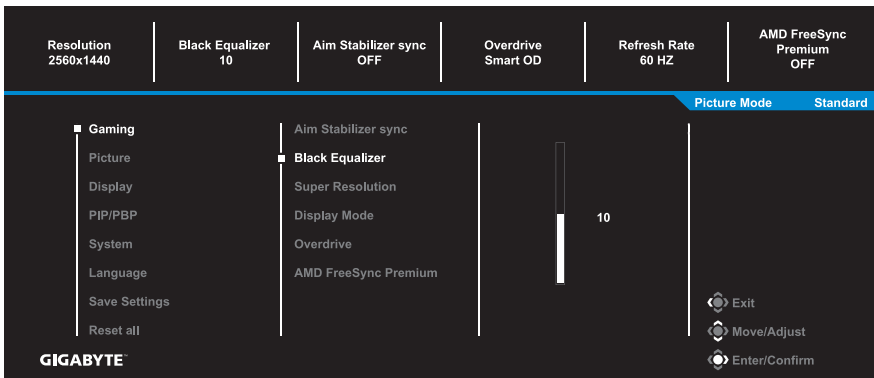 Resolution
2560x1440
Black Equalizer
10
Aim Stabilizer sync
OFF
Overdrive
Smart OD
Refresh Rate
60 HZ
AMD FreeSync
Premium
OFF
Picture Mode Standard
Gaming
Picture
Display
PIP/PBP
System
Language
Save Settings
Reset all
Aim Stabilizer sync
Black Equalizer
Super Resolution
Display Mode
Overdrive
AMD FreeSync Premium
10
Exit
Move/Adjust
Enter/Confirm
GIGABYTE™